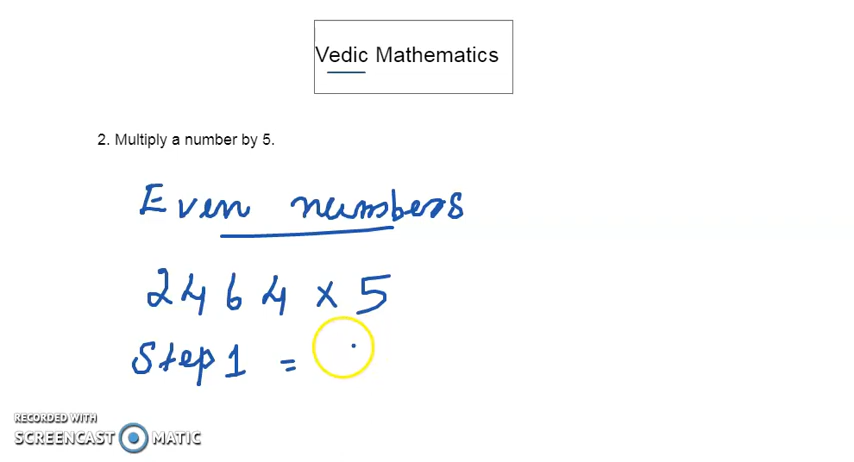 Vedic Mathematics
2. Multiply a number by 5.
Even numbers
2464 × 5
Step 1 =
RECORDED WITH
SCREENCAST MATIC